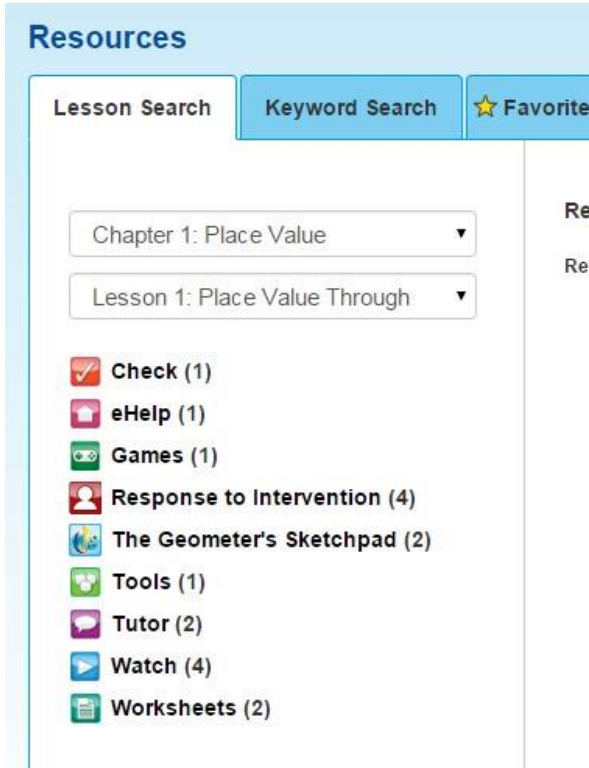 Resources
Lesson Search
Keyword Search
Favorite
Chapter 1: Place Value
Lesson 1: Place Value Through
Re
Re
Check (1)
eHelp (1)
Games (1)
Response to Intervention (4)
The Geometer's Sketchpad (2)
Tools (1)
Tutor (2)
Watch (4)
Worksheets (2)